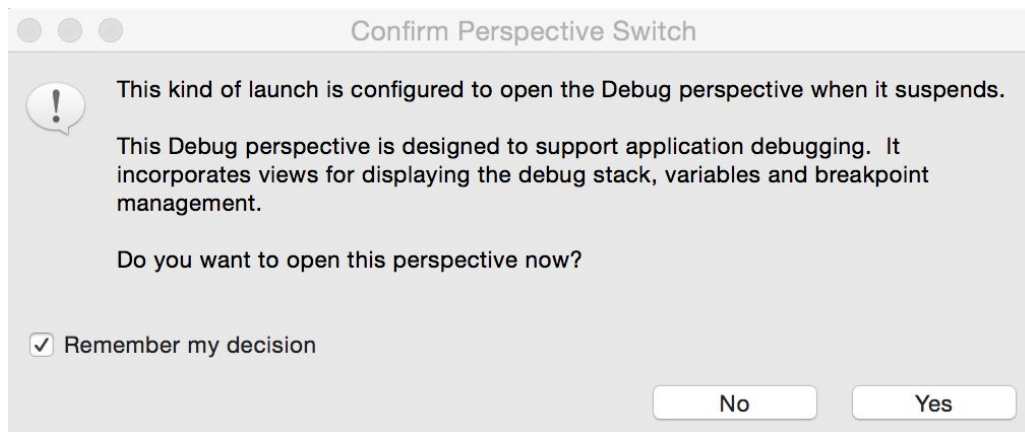 Confirm Perspective Switch
This kind of launch is configured to open the Debug perspective when it suspends.
This Debug perspective is designed to support application debugging.  It
incorporates views for displaying the debug stack, variables and breakpoint
management.
Do you want to open this perspective now?
Remember my decision
No
Yes